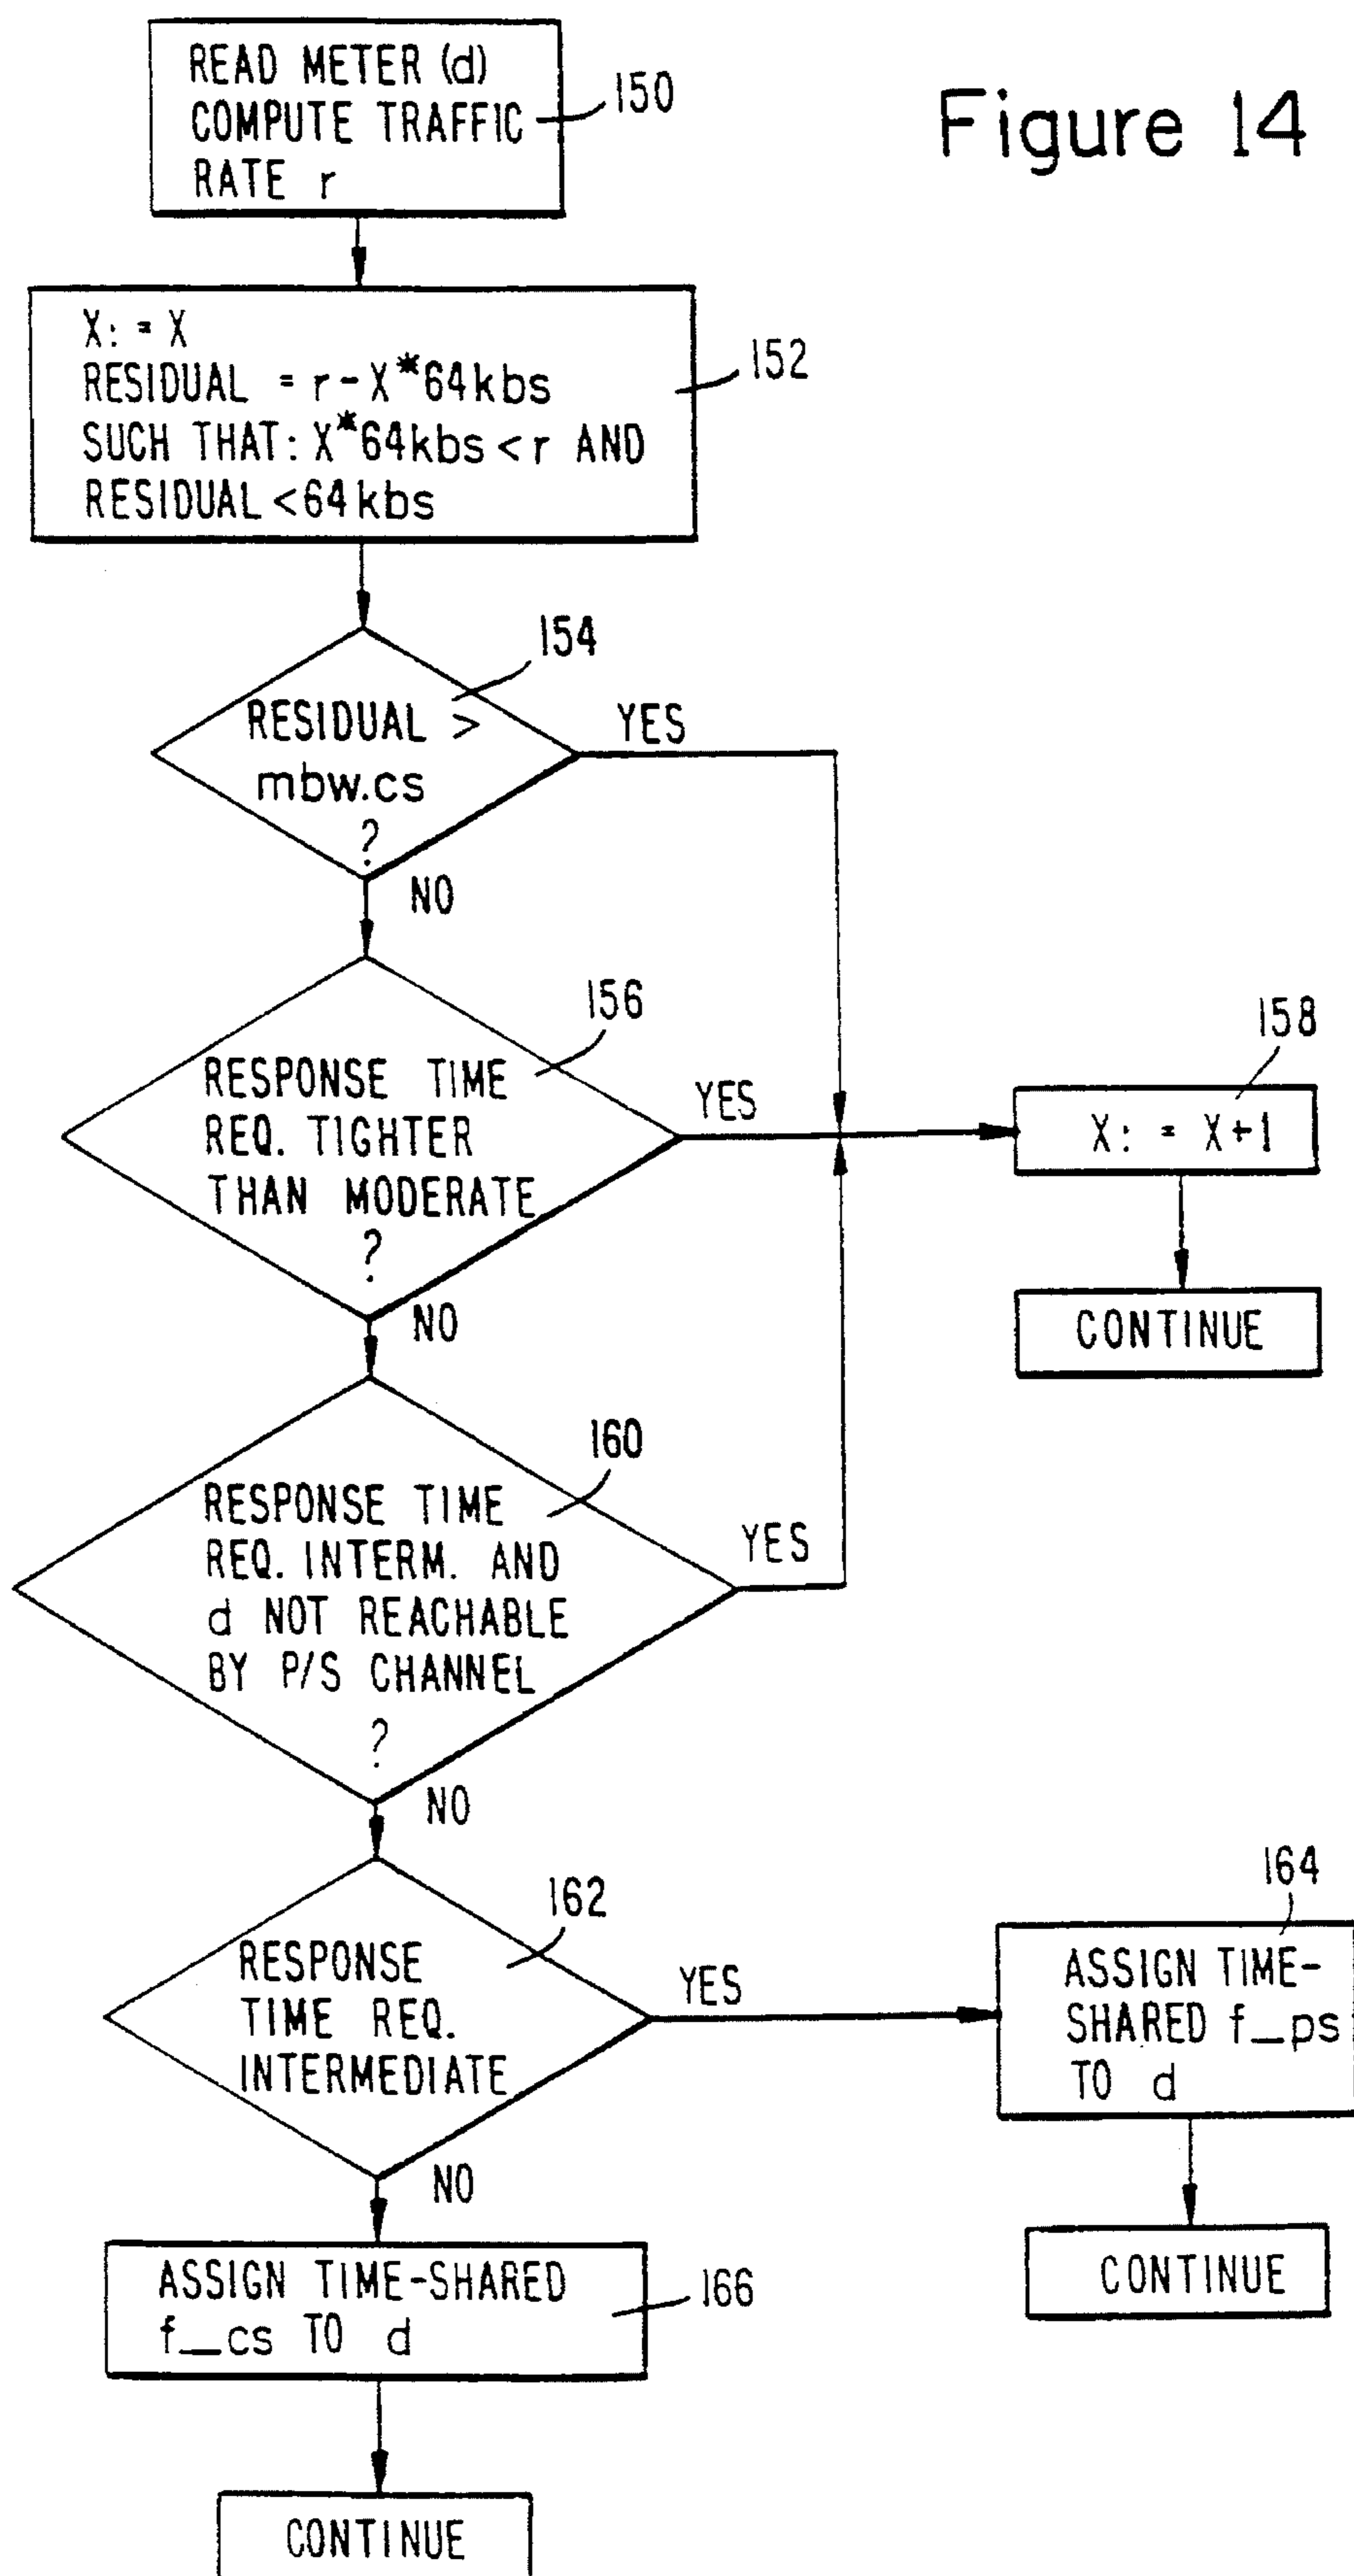 Figure 14
READ METER (d)
COMPUTE TRAFFIC
RATE r
150
X: = X
RESIDUAL = r-X*64kbs
SUCH THAT: X*64kbs < r AND
RESIDUAL <64kbs
152
154
RESIDUAL >
mbw.cs
?
YES
NO
156
RESPONSE TIME
REQ. TIGHTER
THAN MODERATE
?
YES
NO
158
X: = X+1
CONTINUE
160
RESPONSE TIME
REQ. INTERM. AND
d NOT REACHABLE
BY P/S CHANNEL
?
YES
NO
162
RESPONSE
TIME REQ.
INTERMEDIATE
YES
NO
164
ASSIGN TIME-
SHARED f_ps
TO d
CONTINUE
ASSIGN TIME-SHARED
f_cs TO d
166
CONTINUE